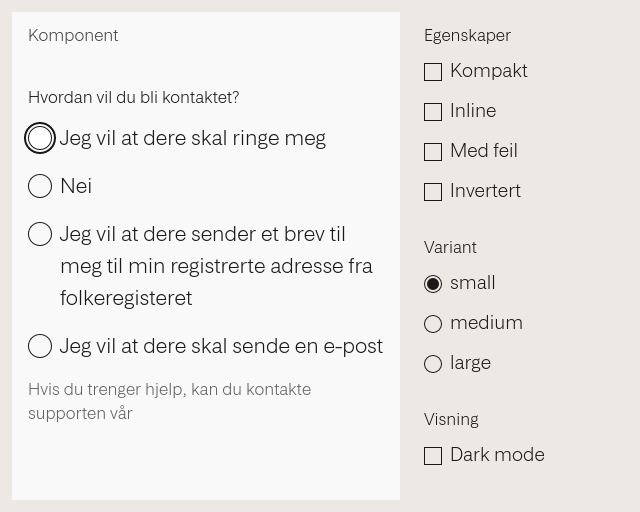 Komponent
Hvordan vil du bli kontaktet?
Jeg vil at dere skal ringe meg
Nei
Jeg vil at dere sender et brev til
meg til min registrerte adresse fra
folkeregisteret
Jeg vil at dere skal sende en e-post
Hvis du trenger hjelp, kan du kontakte
supporten vår
Egenskaper
Kompakt
Inline
Med feil
Invertert
Variant
small
medium
large
Visning
Dark mode